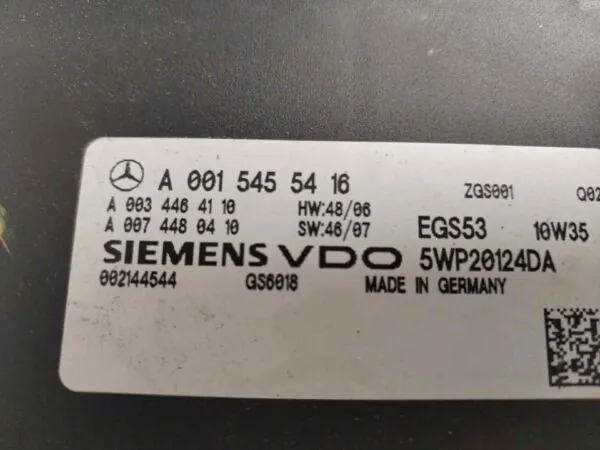 A 001 545 54 16 ZGS001 Q02
A 003 446 41 10 HW:48/06
A 007 448 04 10 SW:46/07 EGS53 10W35
SIEMENS VDO 5WP20124DA
002144544 GS6018 MADE IN GERMANY